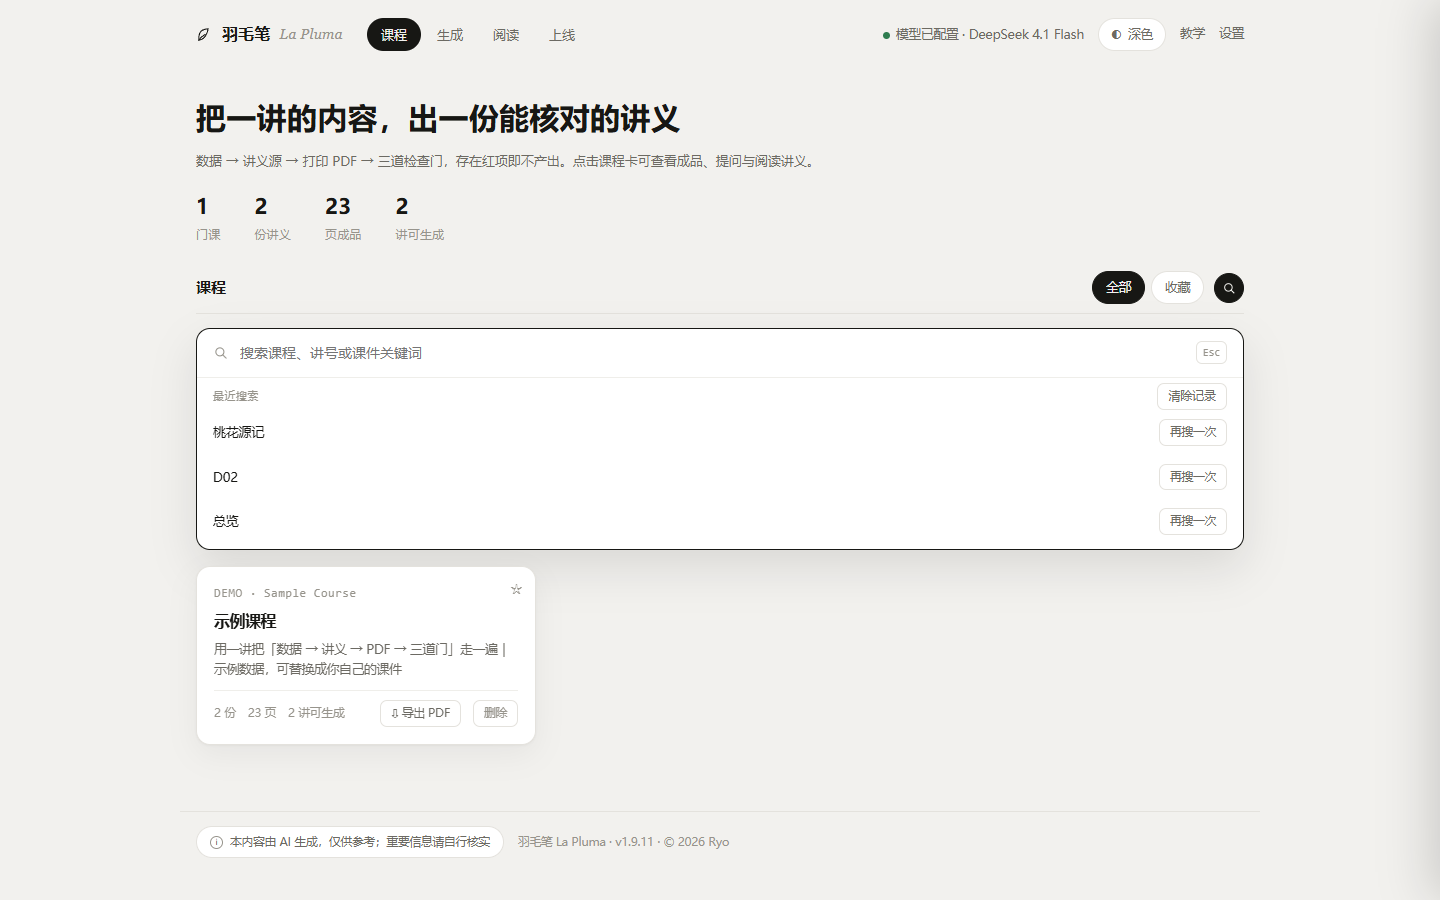 羽毛笔 La Pluma 课程 生成 阅读 上线 模型已配置 · DeepSeek 4.1 Flash 深色 教学 设置
把一讲的内容，出一份能核对的讲义
数据 → 讲义源 → 打印 PDF → 三道检查门，存在红项即不产出。点击课程卡可查看成品、提问与阅读讲义。
1 2 23 2
门课 份讲义 页成品 讲可生成
课程 全部 收藏
搜索课程、讲号或课件关键词 Esc
最近搜索 清除记录
桃花源记 再搜一次
D02 再搜一次
总览 再搜一次
DEMO · Sample Course
示例课程
用一讲把「数据 → 讲义 → PDF → 三道门」走一遍 |
示例数据，可替换成你自己的课件
2 份 23 页 2 讲可生成 ⇩ 导出 PDF 删除
本内容由 AI 生成，仅供参考；重要信息请自行核实 羽毛笔 La Pluma · v1.9.11 · © 2026 Ryo